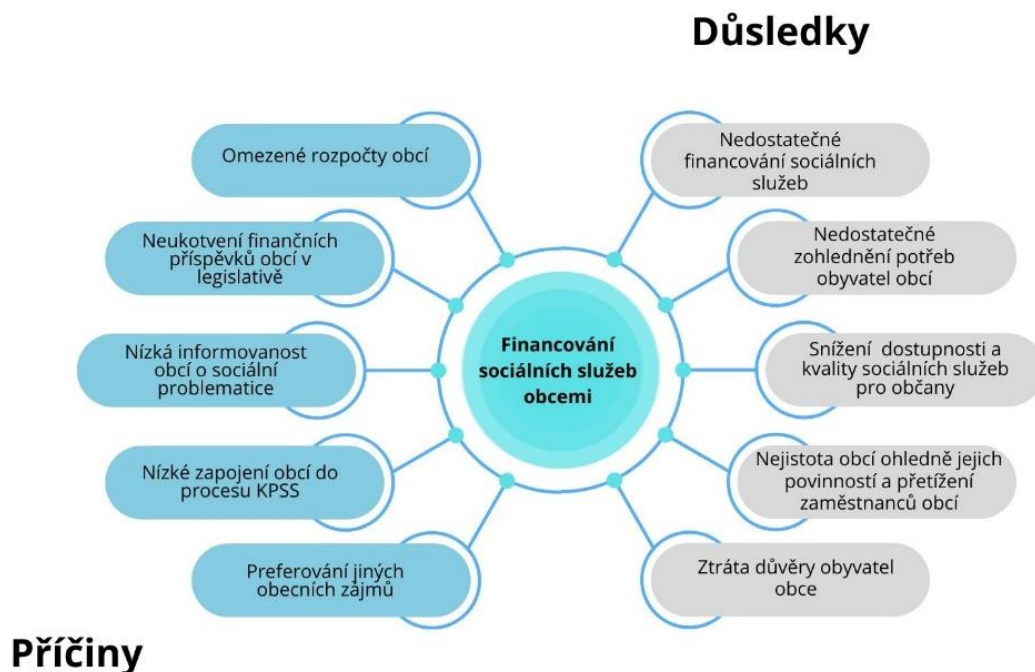 Důsledky
Omezené rozpočty obcí
Neukotvení finančních
příspěvků obcí v
legislativě
Nízká informovanost
obcí o sociální
problematice
Nízké zapojení obcí do
procesu KPSS
Preferování jiných
obecních zájmů
Financování
sociálních služeb
obcemi
Nedostatečné
financování sociálních
služeb
Nedostatečné
zohlednění potřeb
obyvatel obcí
Snížení dostupnosti a
kvality sociálních služeb
pro občany
Nejistota obcí ohledně jejich
povinností a přetížení
zaměstnanců obcí
Ztráta důvěry obyvatel
obce
Příčiny